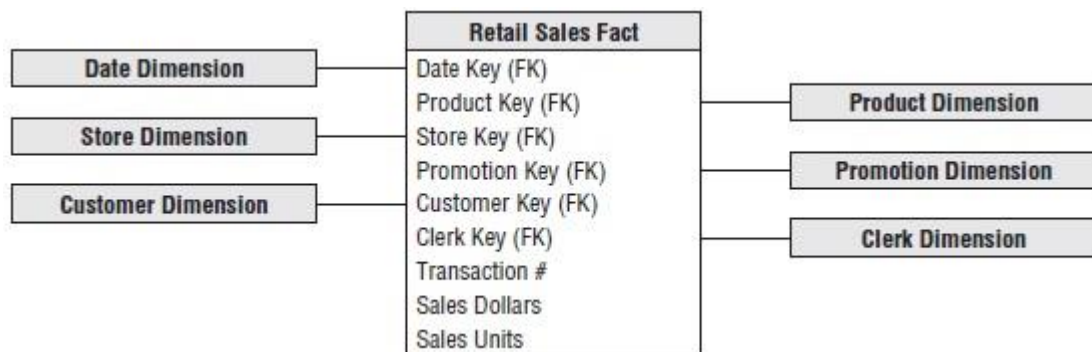 Retail Sales Fact
Date Dimension
Date Key (FK)
Product Key (FK)
Product Dimension
Store Dimension
Store Key (FK)
Promotion Key (FK)
Promotion Dimension
Customer Dimension
Customer Key (FK)
Clerk Key (FK)
Clerk Dimension
Transaction #
Sales Dollars
Sales Units